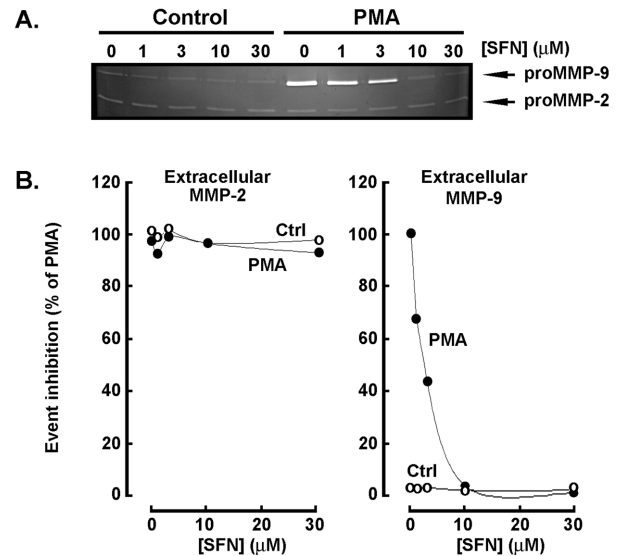 A.
Control PMA
0 1 3 10 30 0 1 3 10 30 [SFN] (μM)
proMMP-9
proMMP-2
B.
Event inhibition (% of PMA)
Extracellular
MMP-2
120
100
80
60
40
20
0
Ctrl
PMA
0 10 20 30
[SFN] (μM)
Extracellular
MMP-9
120
100
80
60
40
20
0
PMA
Ctrl
0 10 20 30
[SFN] (μM)